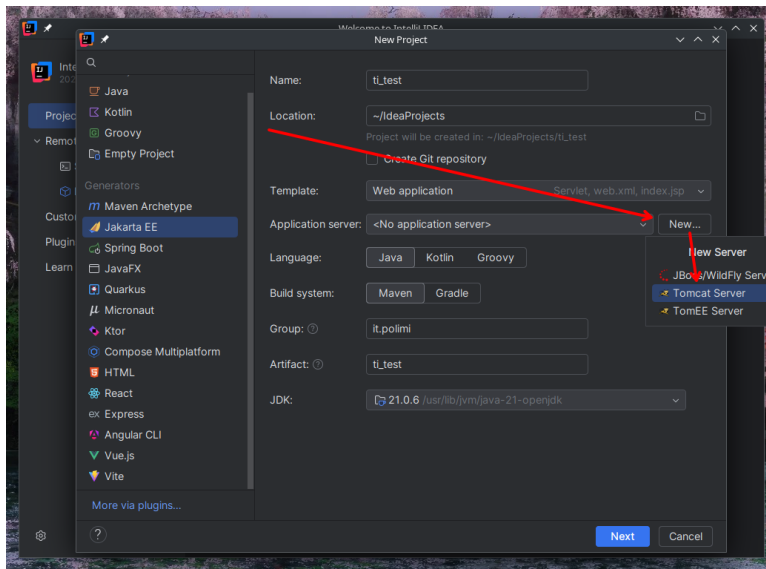 Welcome to IntelliJ IDEA
New Project
Inte
202
Projec
Remot
S
Custo
Plugin
Learn
Java
Kotlin
Groovy
Empty Project
Generators
Maven Archetype
Jakarta EE
Spring Boot
JavaFX
Quarkus
Micronaut
Ktor
Compose Multiplatform
HTML
React
ex Express
Angular CLI
Vue.js
Vite
More via plugins...
Name: ti_test
Location: ~/IdeaProjects
Project will be created in: ~/IdeaProjects/ti_test
Create Git repository
Template: Web application Servlet, web.xml, index.jsp
Application server: <No application server> New...
New Server
JBoss/WildFly Serv
Tomcat Server
TomEE Server
Language: Java Kotlin Groovy
Build system: Maven Gradle
Group: ? it.polimi
Artifact: ? ti_test
JDK: 21.0.6 /usr/lib/jvm/java-21-openjdk
?
Next Cancel